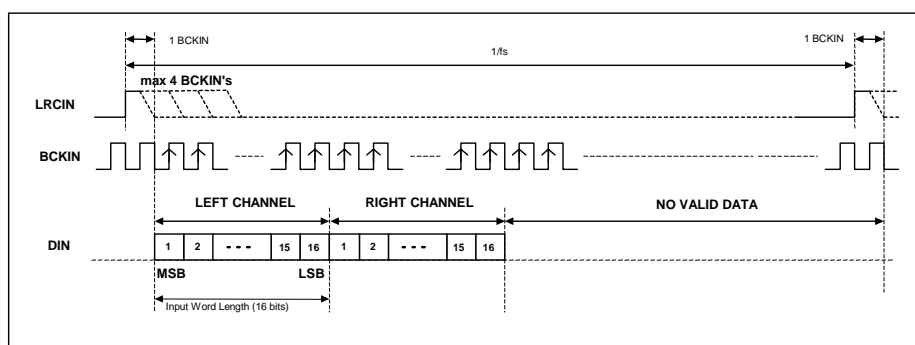 1 BCKIN
1 BCKIN
1/fs
max 4 BCKIN's
LRCIN
BCKIN
LEFT CHANNEL
RIGHT CHANNEL
NO VALID DATA
DIN
1 2 - - - 15 16 1 2 - - - 15 16
MSB
LSB
Input Word Length (16 bits)